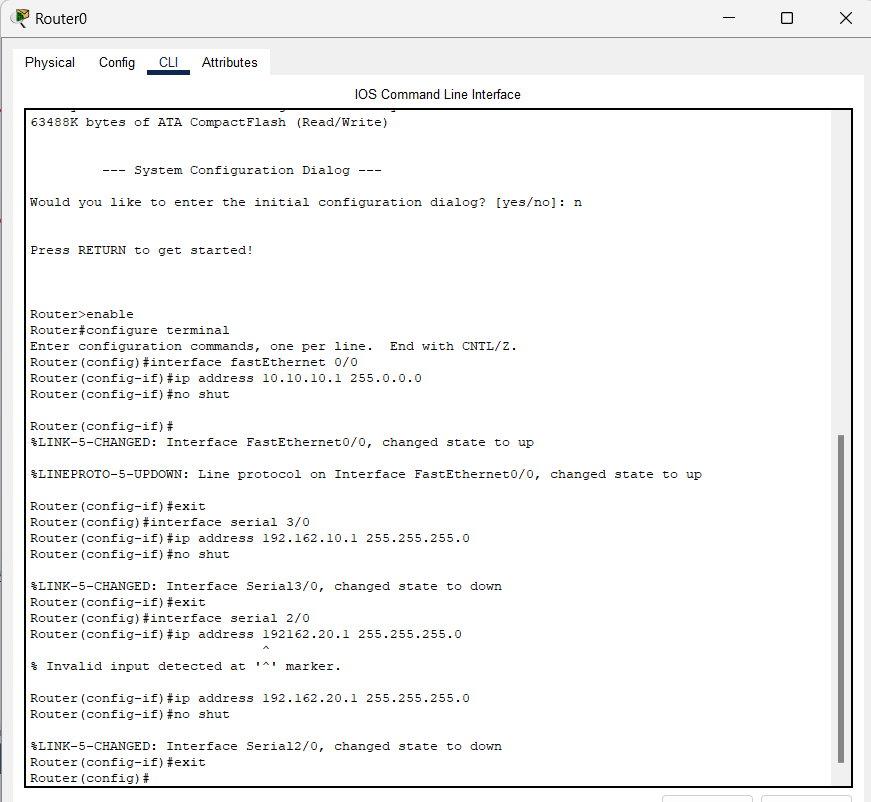 Router0
Physical Config CLI Attributes
IOS Command Line Interface
63488K bytes of ATA CompactFlash (Read/Write)
--- System Configuration Dialog ---
Would you like to enter the initial configuration dialog? [yes/no]: n
Press RETURN to get started!
Router>enable
Router#configure terminal
Enter configuration commands, one per line.  End with CNTL/Z.
Router(config)#interface fastEthernet 0/0
Router(config-if)#ip address 10.10.10.1 255.0.0.0
Router(config-if)#no shut
Router(config-if)#
%LINK-5-CHANGED: Interface FastEthernet0/0, changed state to up
%LINEPROTO-5-UPDOWN: Line protocol on Interface FastEthernet0/0, changed state to up
Router(config-if)#exit
Router(config)#interface serial 3/0
Router(config-if)#ip address 192.162.10.1 255.255.255.0
Router(config-if)#no shut
%LINK-5-CHANGED: Interface Serial3/0, changed state to down
Router(config-if)#exit
Router(config)#interface serial 2/0
Router(config-if)#ip address 192162.20.1 255.255.255.0
^
% Invalid input detected at '^' marker.
Router(config-if)#ip address 192.162.20.1 255.255.255.0
Router(config-if)#no shut
%LINK-5-CHANGED: Interface Serial2/0, changed state to down
Router(config-if)#exit
Router(config)#